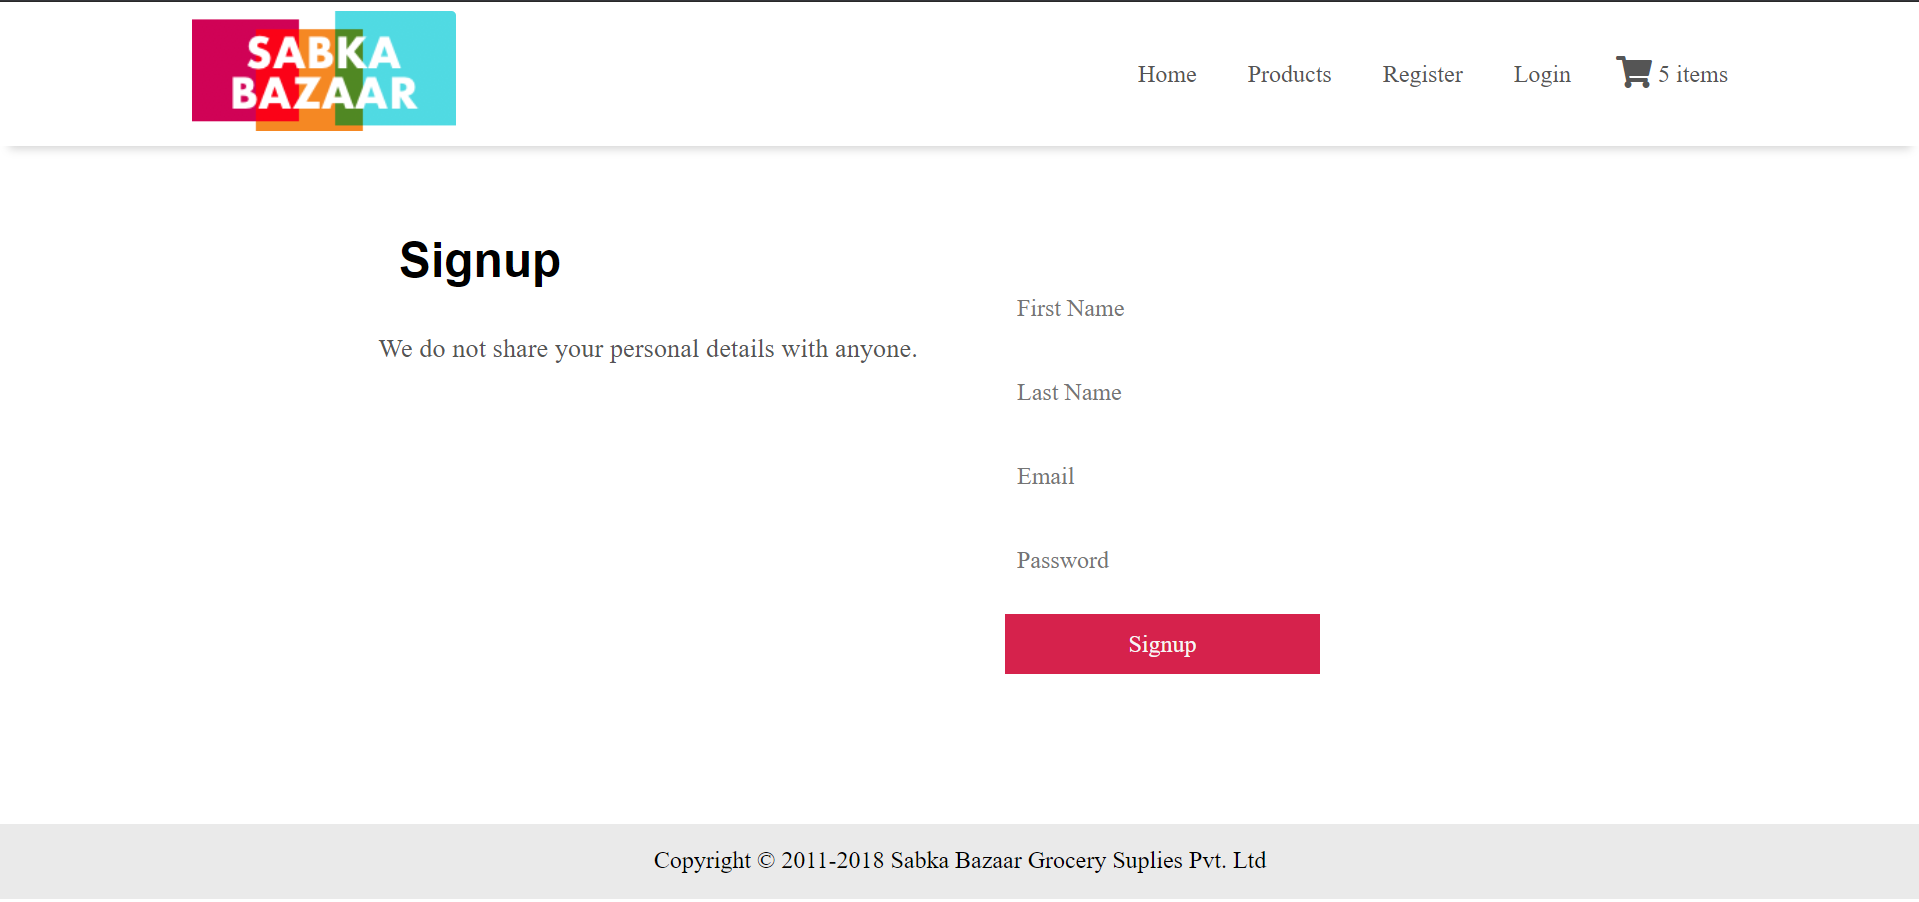 SABKA
BAZAAR
Home Products Register Login 5 items
Signup
We do not share your personal details with anyone.
First Name
Last Name
Email
Password
Signup
Copyright © 2011-2018 Sabka Bazaar Grocery Suplies Pvt. Ltd